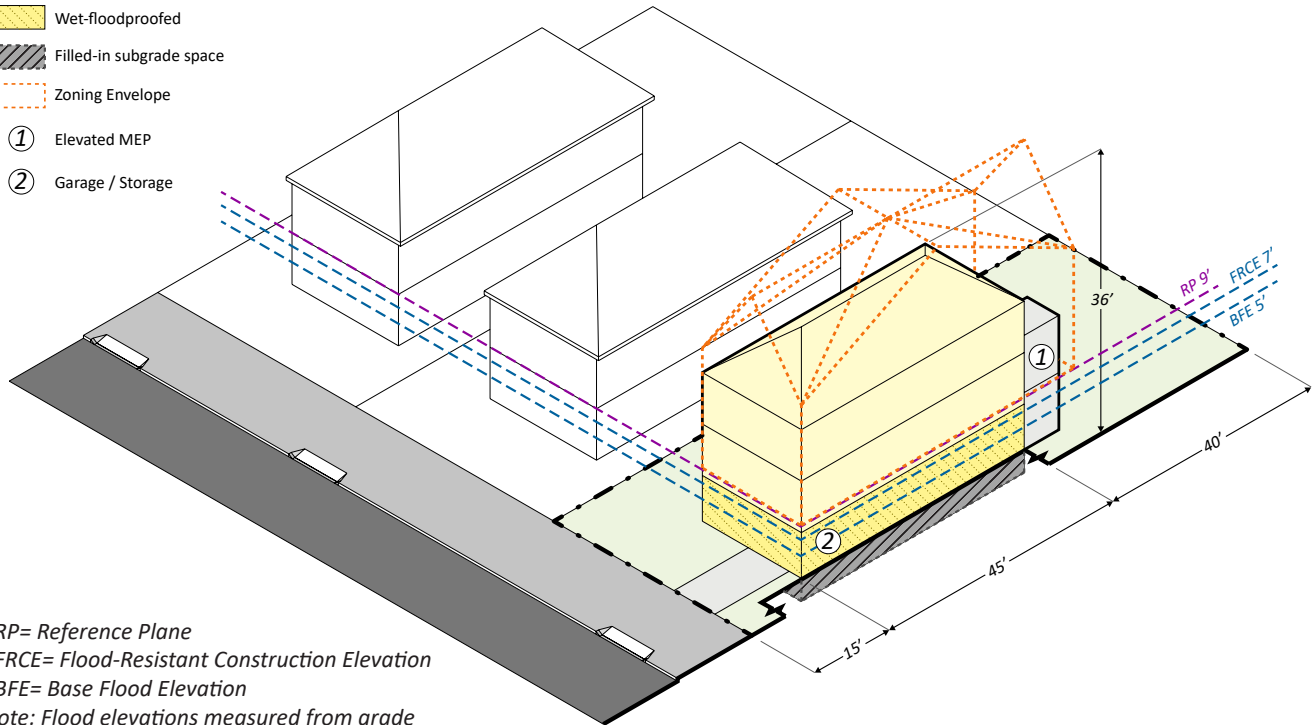 Wet-floodproofed
Filled-in subgrade space
Zoning Envelope
1 Elevated MEP
2 Garage / Storage
RP 9’
FRCE 7’
BFE 5’
36’
1
2
40’
45’
15’
RP= Reference Plane
FRCE= Flood-Resistant Construction Elevation
BFE= Base Flood Elevation
ote: Flood elevations measured from grade